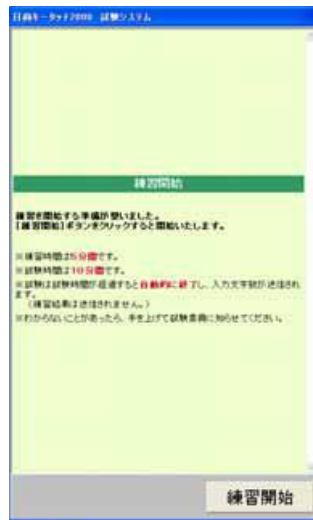 日商キータッチ2000 試験システム
練習開始
練習を開始する準備が整いました。
「練習開始」ボタンをクリックすると開始いたします。
※練習時間は5分間です。
※試験時間は10分間です。
※試験は試験時間が経過すると自動的に終了し、入力文字数が送信され
ます。
（練習結果は送信されません。）
※わからないことがあったら、手を上げて試験委員に知らせてください。
練習開始